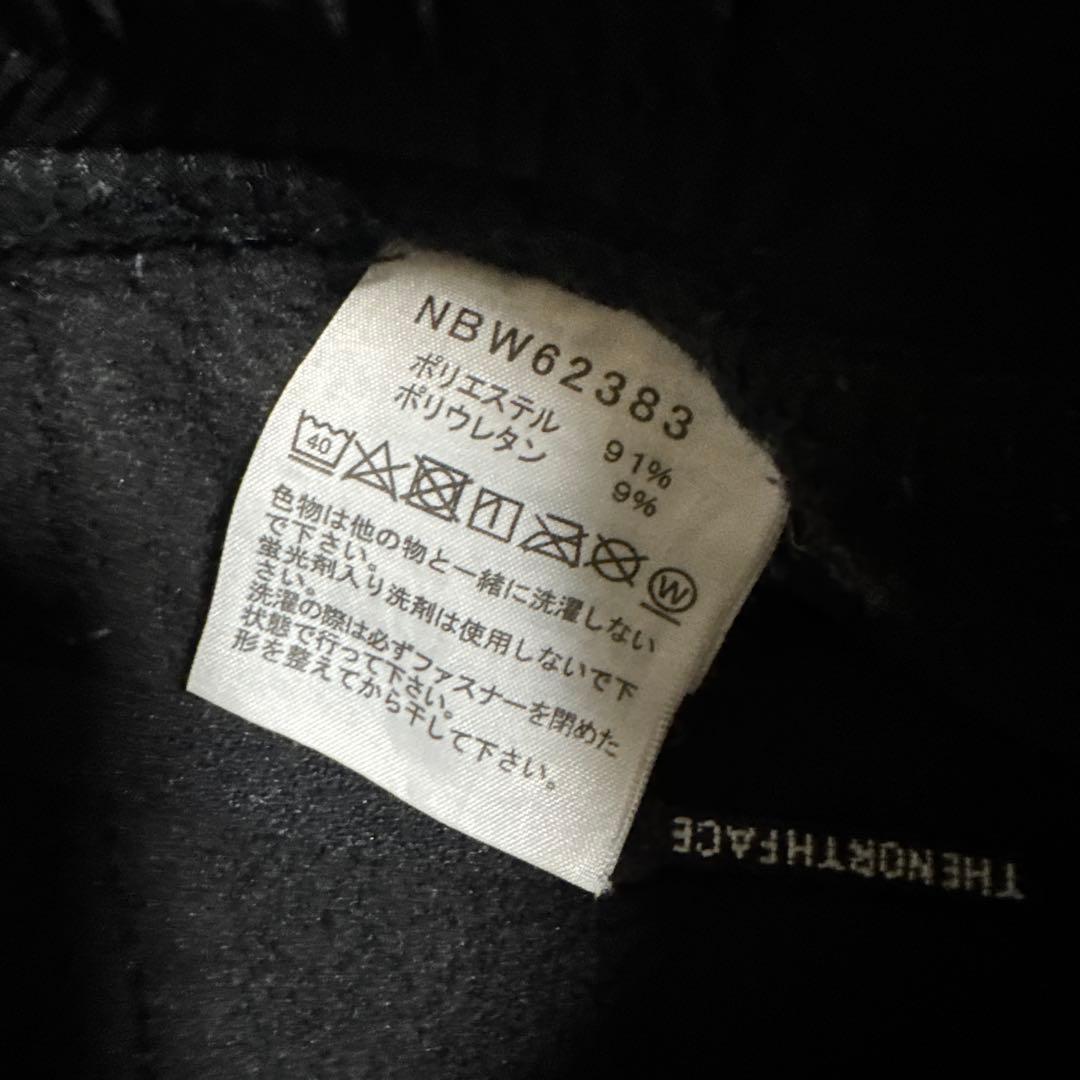 NBW62383
ポリエステル 91%
ポリウレタン 9%
40
W
色物は他の物と一緒に洗濯しない
で下さい。
蛍光剤入り洗剤は使用しないで下
さい。
洗濯の際は必ずファスナーを閉めた
状態で行って下さい。
形を整えてから干して下さい。
THENORTHFACE